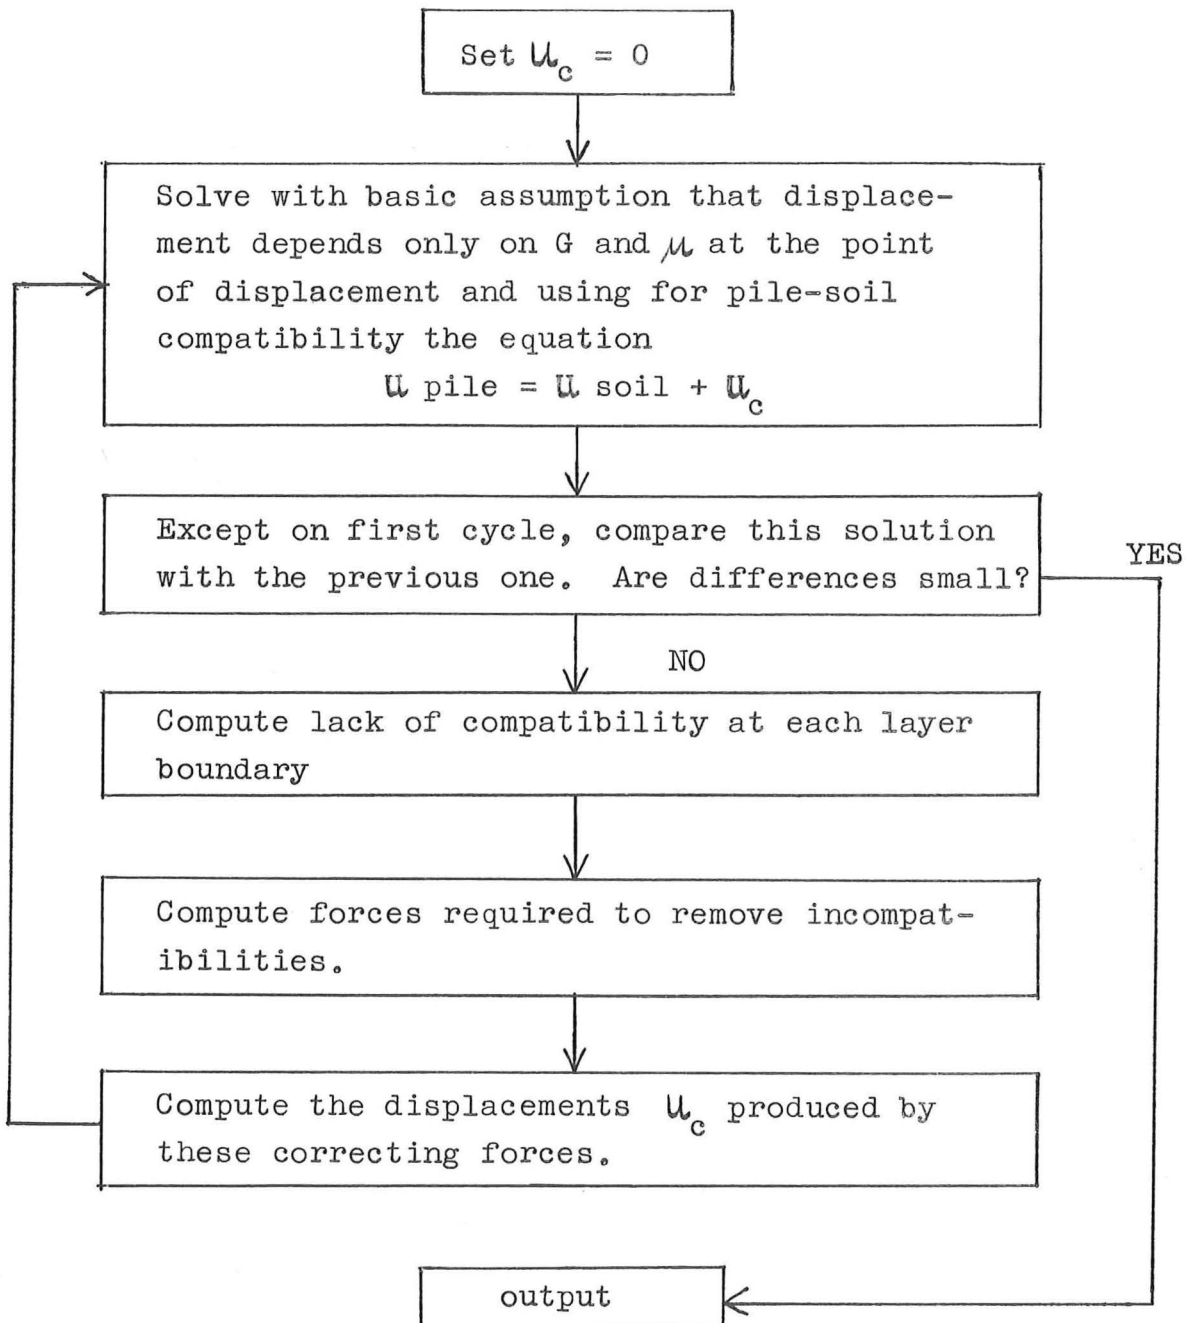 Set u_c = 0
Solve with basic assumption that displace-
ment depends only on G and μ at the point
of displacement and using for pile-soil
compatibility the equation
u pile = u soil + u_c
Except on first cycle, compare this solution
with the previous one. Are differences small?
YES
NO
Compute lack of compatibility at each layer
boundary
Compute forces required to remove incompat-
ibilities.
Compute the displacements u_c produced by
these correcting forces.
output